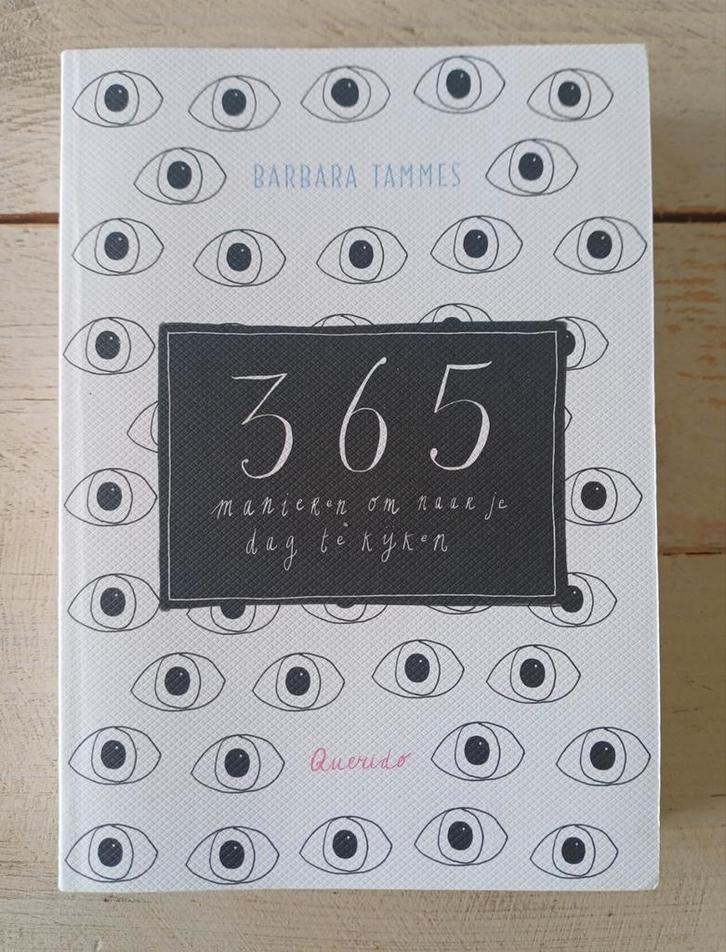 BARBARA TAMMES
365
manieren om naar je
dag te kijken
Querido